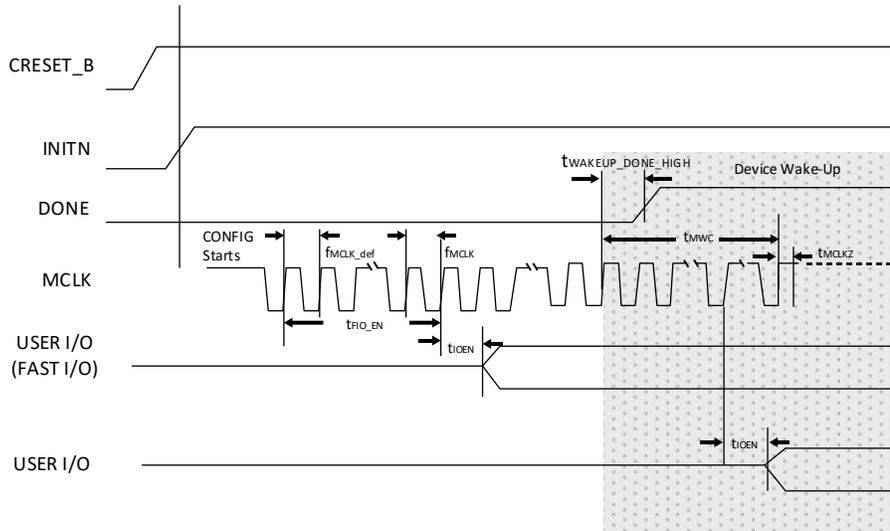 CRESET_B
INITN
tWAKEUP_DONE_HIGH
Device Wake-Up
DONE
CONFIG
Starts
fMCLK_def
fMCLK
tMWC
tMCLKZ
MCLK
tFIO_EN
USER I/O
(FAST I/O)
tIOEN
tIOEN
USER I/O